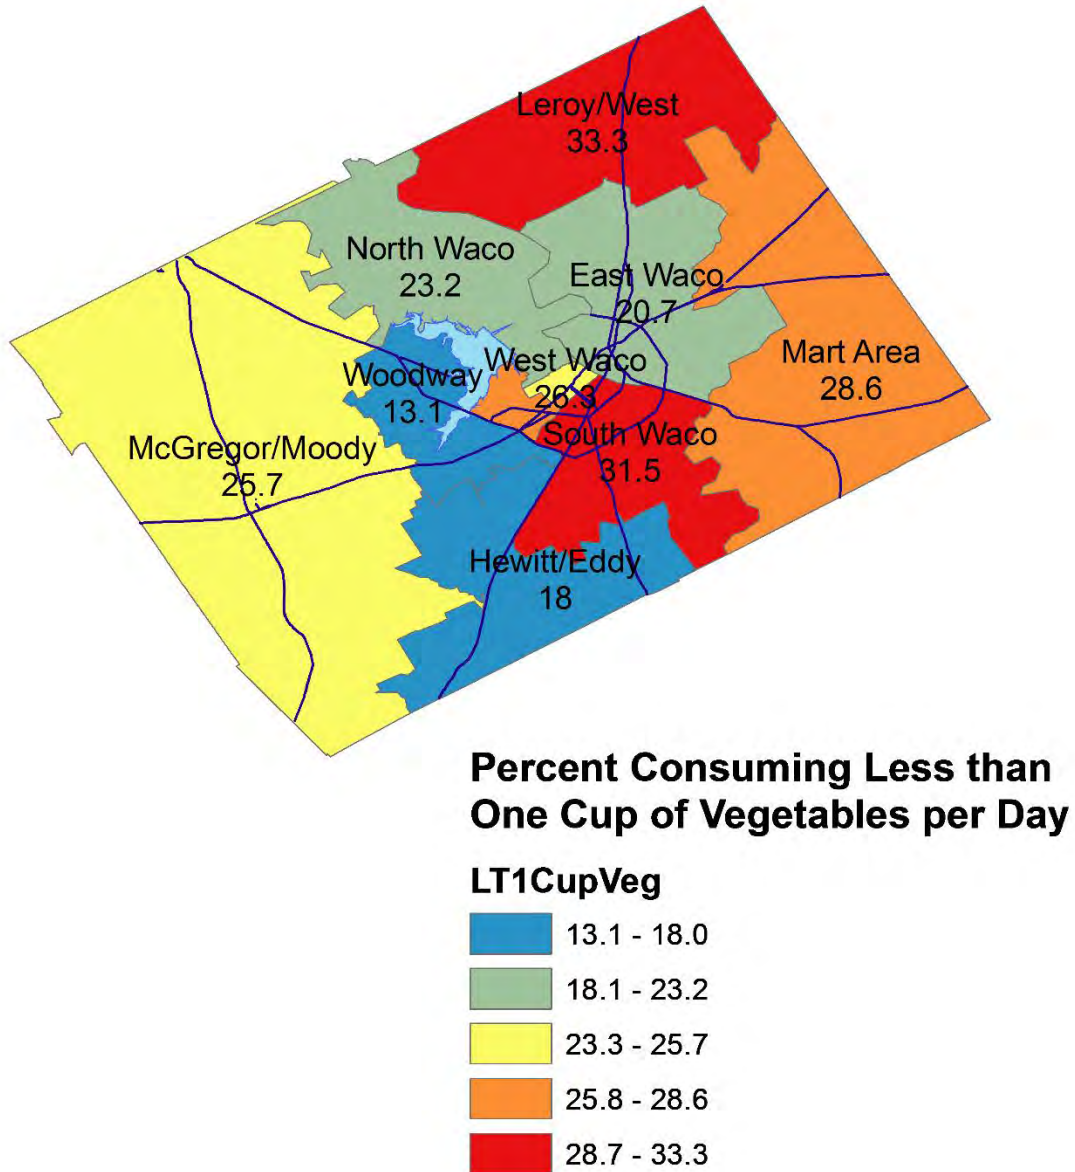 Leroy/West
33.3
North Waco
23.2
East Waco
20.7
Mart Area
28.6
West Waco
26.3
Woodway
13.1
South Waco
31.5
McGregor/Moody
25.7
Hewitt/Eddy
18
Percent Consuming Less than
One Cup of Vegetables per Day
LT1CupVeg
13.1 - 18.0
18.1 - 23.2
23.3 - 25.7
25.8 - 28.6
28.7 - 33.3